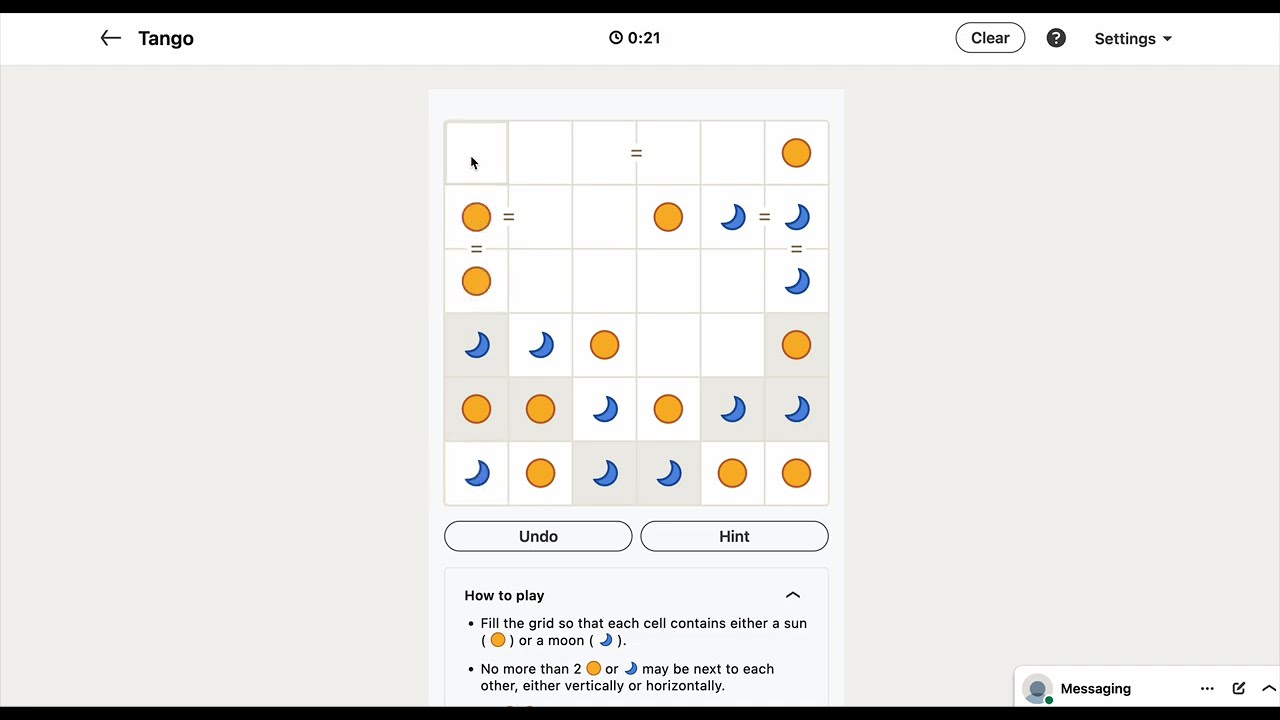 Tango
0:21
Clear
?
Settings
=
= =
= =
Undo
Hint
How to play
• Fill the grid so that each cell contains either a sun
( ) or a moon ( ).
• No more than 2 or may be next to each
other, either vertically or horizontally.
Messaging